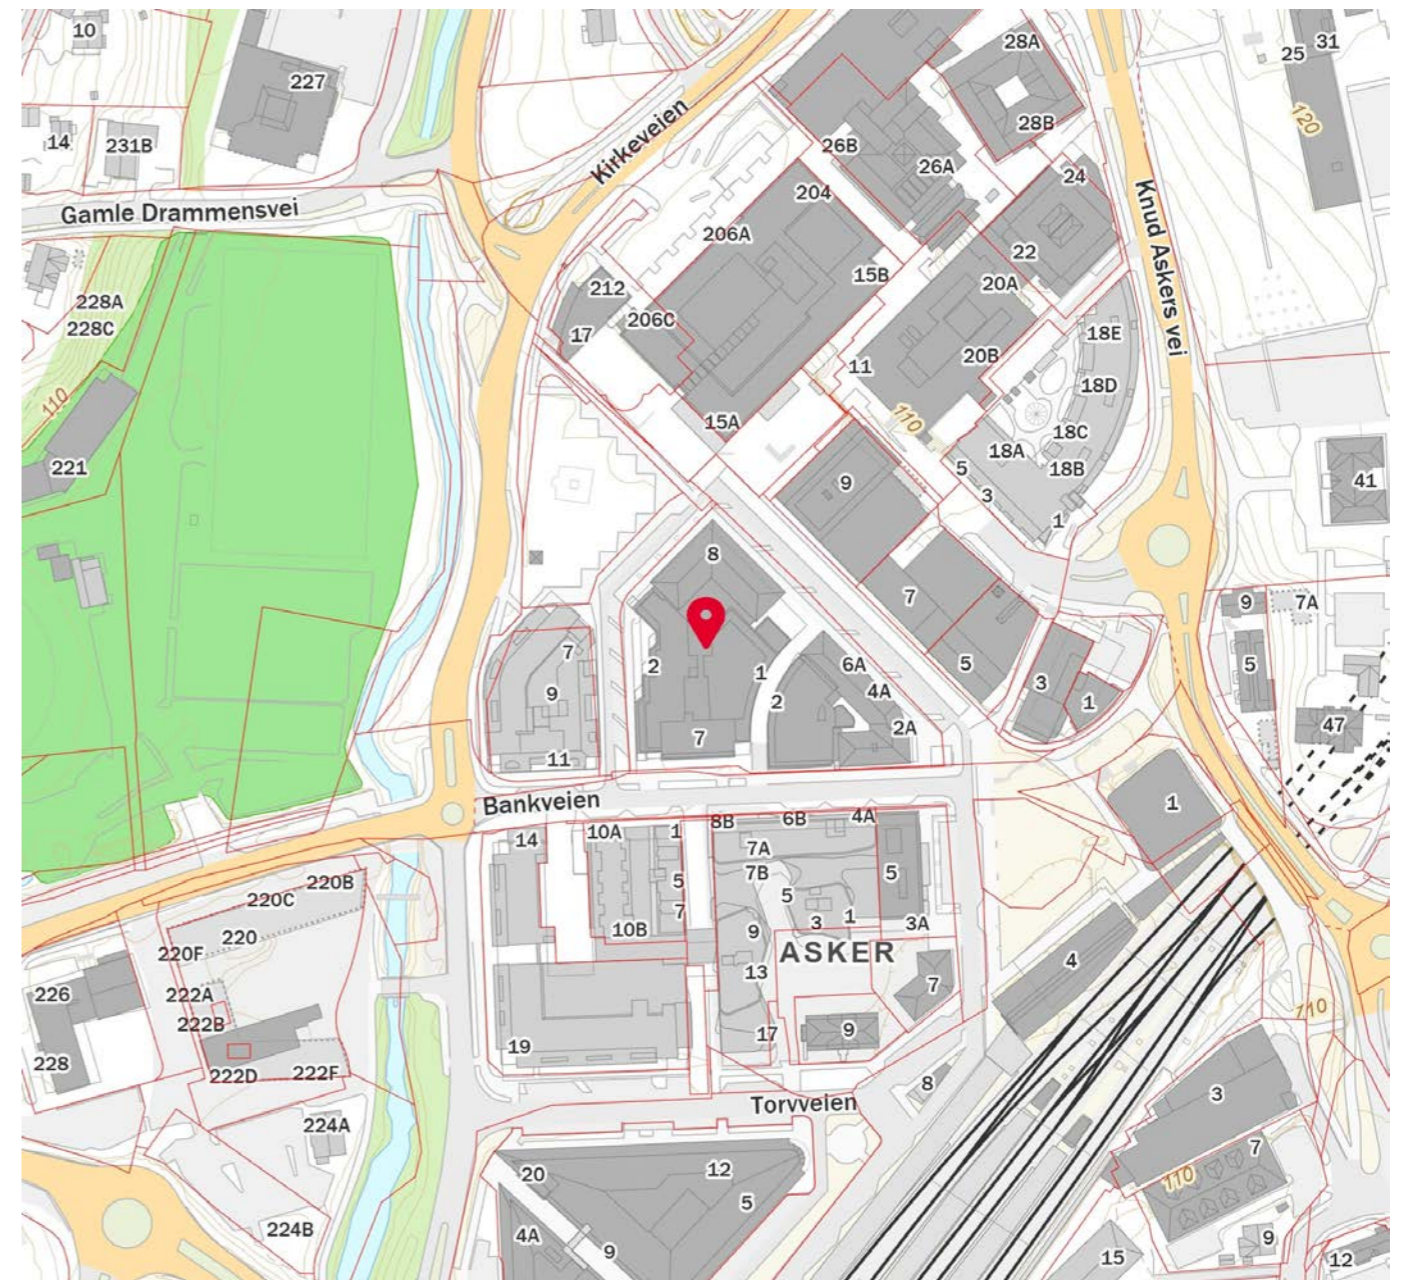 10
227
31
25
28A
120
14
231B
28B
26B
26A
24
Kirkeveien
204
Gamle Drammensvei
206A
22
Knud Askers vei
15B
20A
228A
228C
212
206C
17
18E
20B
11
18D
110
15A
110
18C
18A
18B
221
5
3
1
9
41
8
7
9
7A
7
2
1
6A
5
5
9
2
4A
3
1
2A
47
7
11
Bankveien
1
8B
6B
4A
14
10A
1
7A
7B
5
5
5
220B
220C
7
3
1
3A
10B
9
220
ASKER
220F
13
4
226
222A
7
222B
17
9
110
228
19
222D
222F
8
3
Torvveien
224A
7
20
12
5
110
224B
4A
9
15
9
12